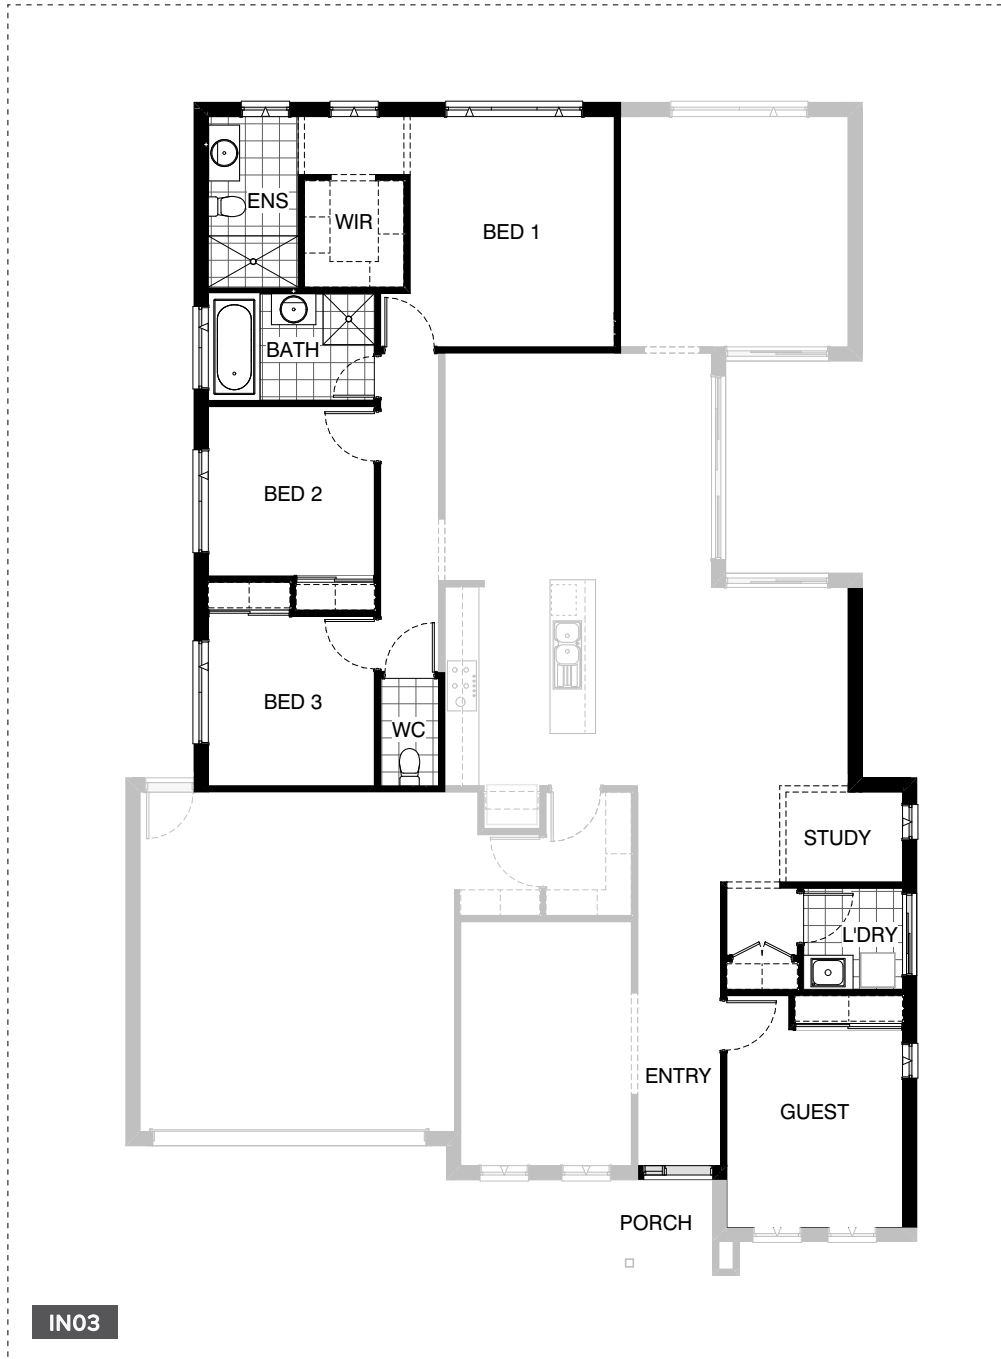 ENS
WIR
BED 1
BATH
BED 2
BED 3
WC
STUDY
L'DRY
ENTRY
GUEST
PORCH
IN03